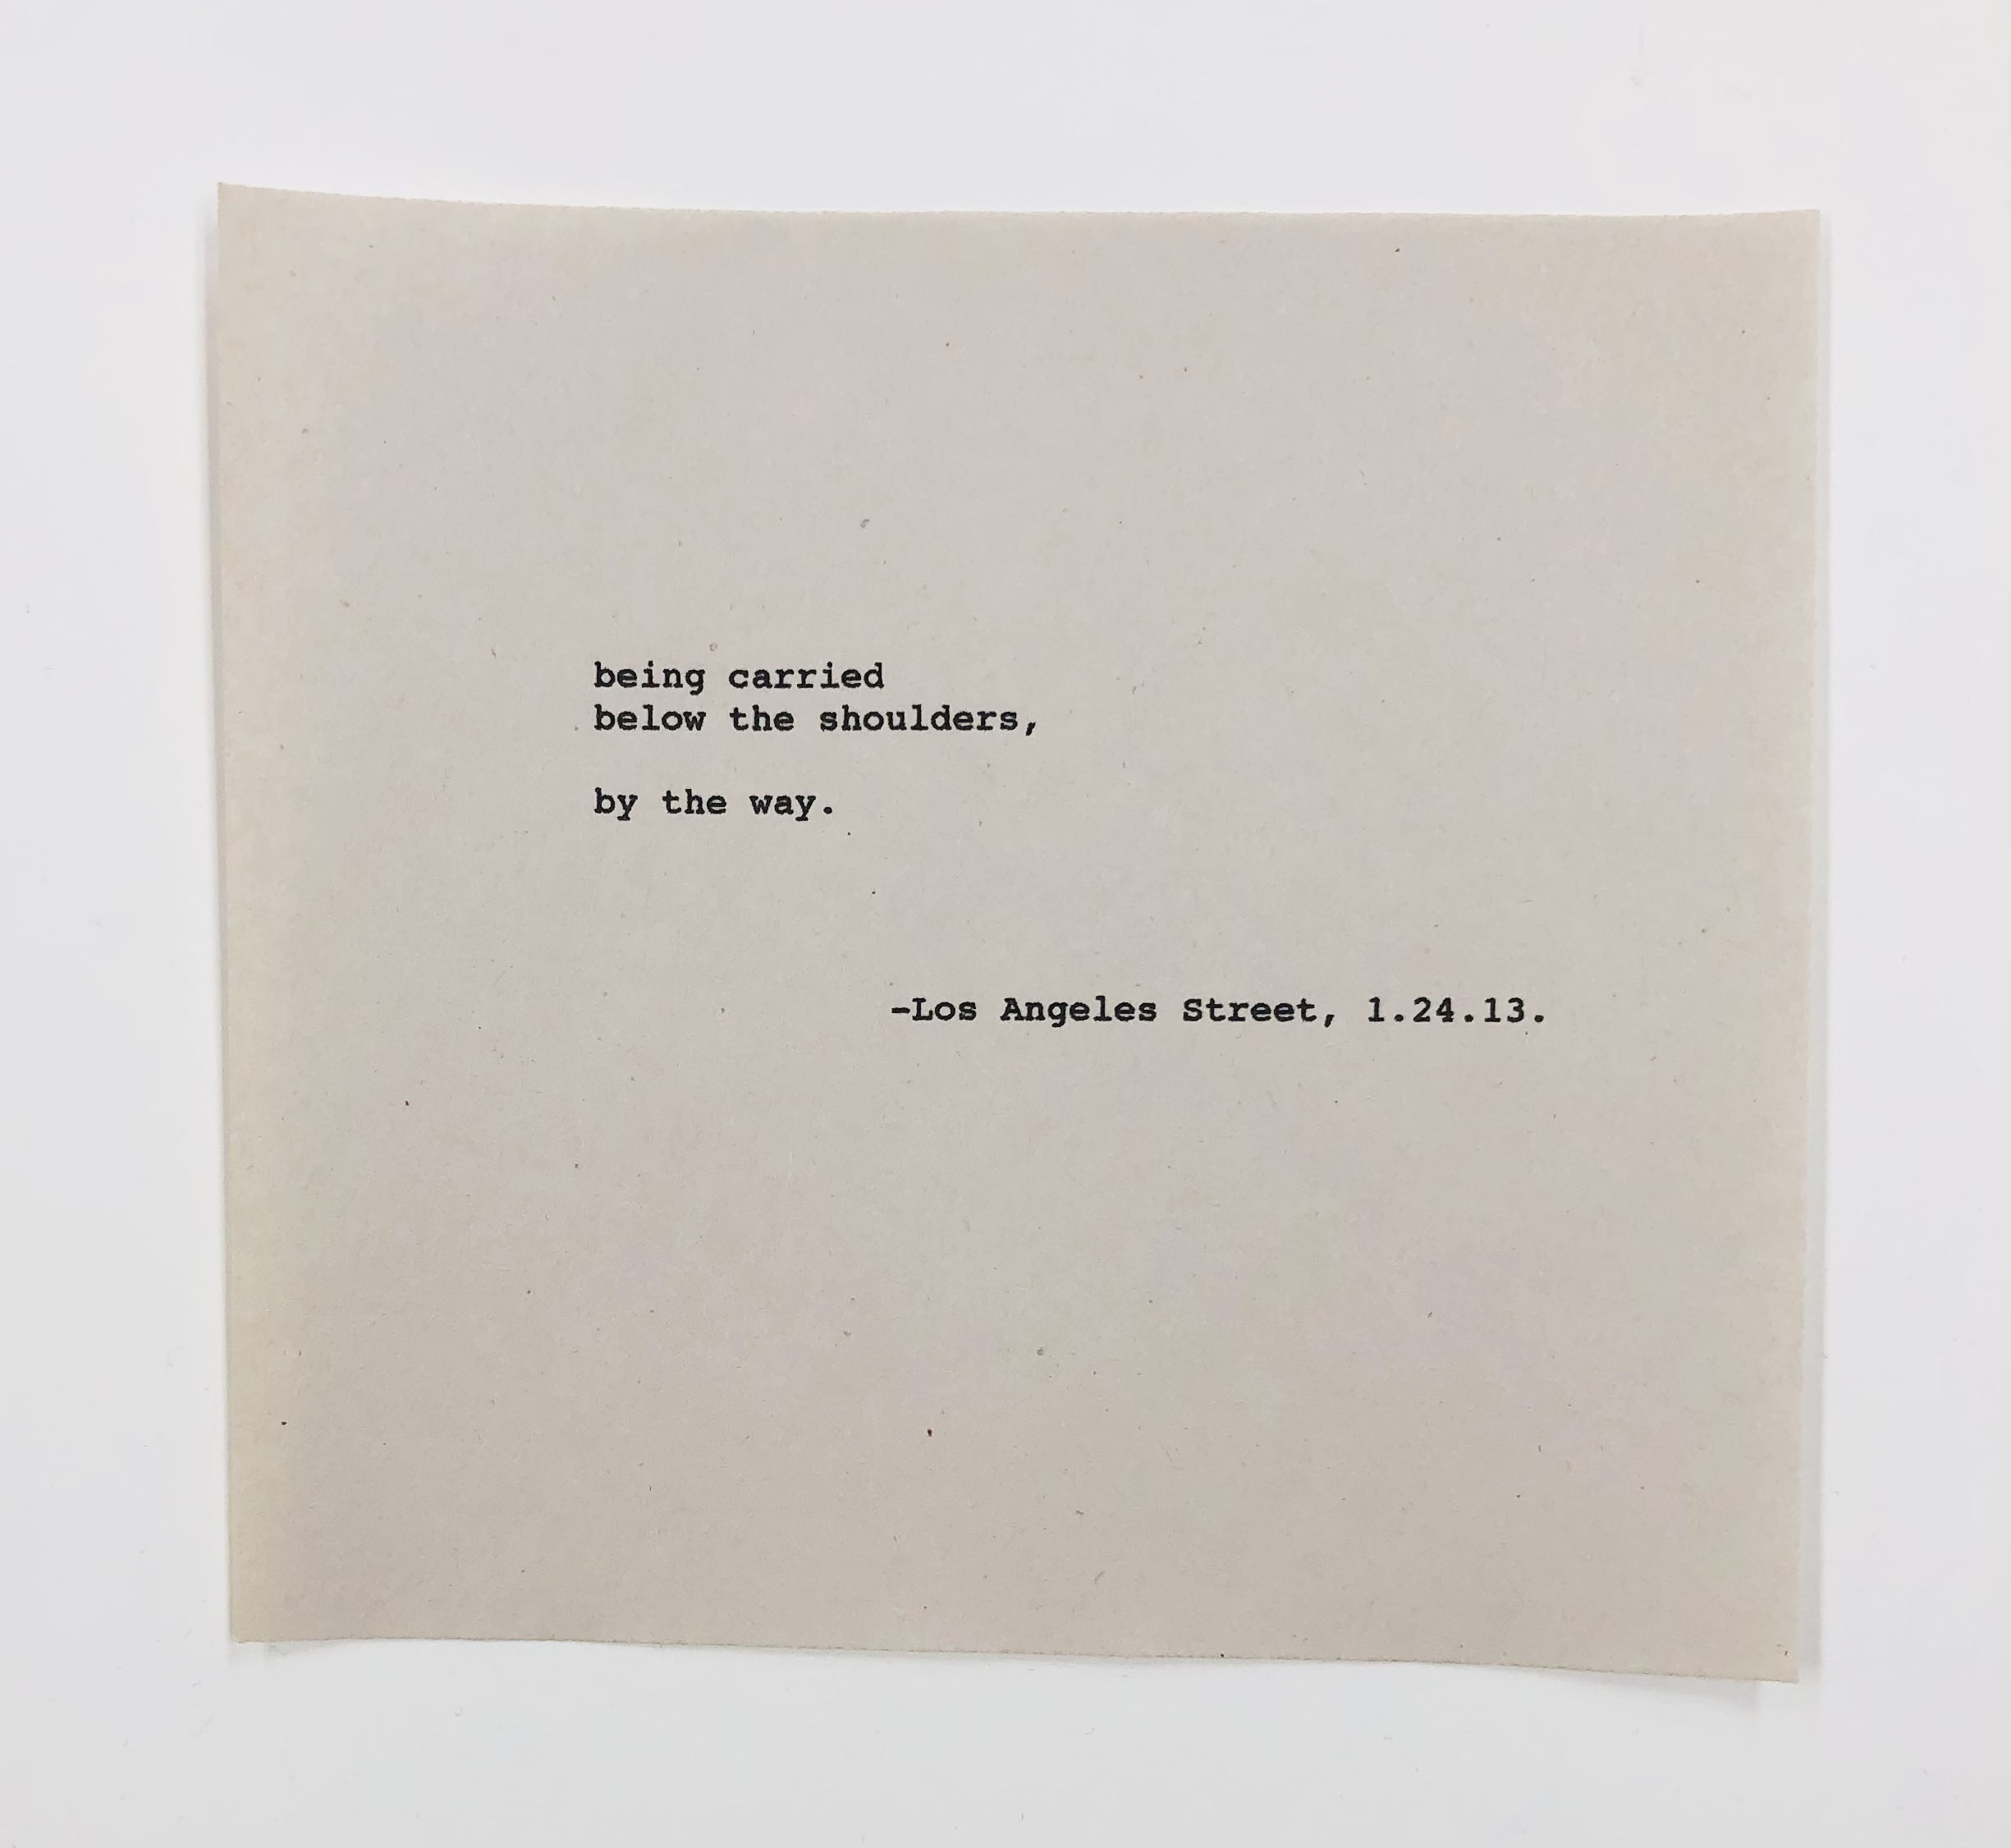 being carried
below the shoulders,
by the way.
-Los Angeles Street, 1.24.13.